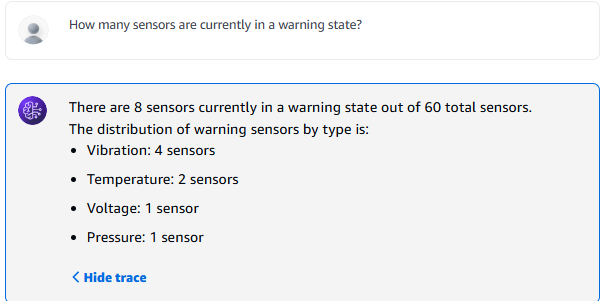 How many sensors are currently in a warning state?
There are 8 sensors currently in a warning state out of 60 total sensors.
The distribution of warning sensors by type is:
• Vibration: 4 sensors
• Temperature: 2 sensors
• Voltage: 1 sensor
• Pressure: 1 sensor
< Hide trace